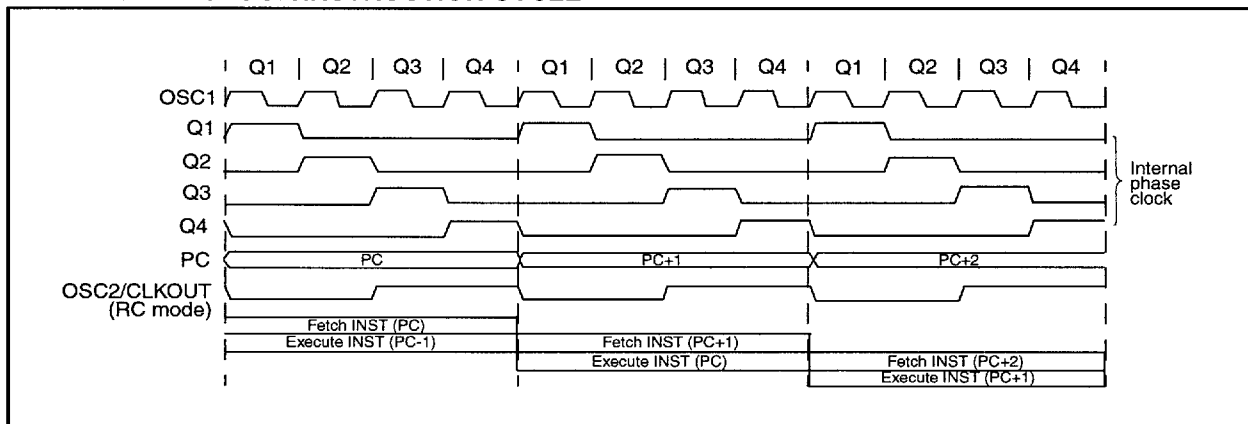 Q1 | Q2 | Q3 | Q4 | Q1 | Q2 | Q3 | Q4 | Q1 | Q2 | Q3 | Q4
OSC1
Q1
Q2
Q3
Q4
Internal
phase
clock
PC
PC
PC+1
PC+2
OSC2/CLKOUT
(RC mode)
Fetch INST (PC)
Execute INST (PC-1)
Fetch INST (PC+1)
Execute INST (PC)
Fetch INST (PC+2)
Execute INST (PC+1)